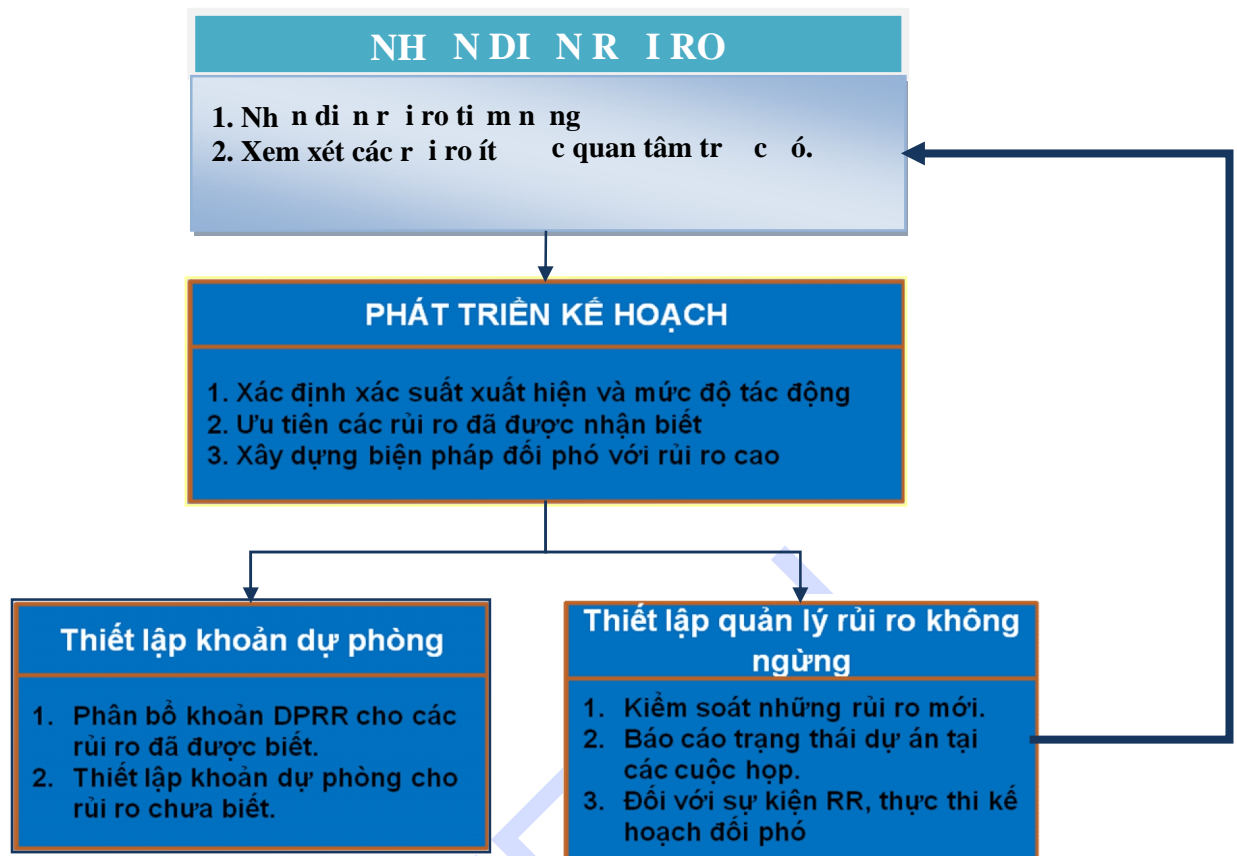 NH N DI N R I RO
1. Nh n di n r i ro ti m n ng
2. Xem xét các r i ro ít c quan tâm tr c ó.
PHÁT TRIỀN KẾ HOẠCH
1. Xác định xác suất xuất hiện và mức độ tác động
2. Ưu tiên các rủi ro đã được nhận biết
3. Xây dựng biện pháp đối phó với rủi ro cao
Thiết lập khoản dự phòng
1. Phân bổ khoản DPRR cho các
rủi ro đã được biết.
2. Thiết lập khoản dự phòng cho
rủi ro chưa biết.
Thiết lập quản lý rủi ro không
ngừng
1. Kiểm soát những rủi ro mới.
2. Báo cáo trạng thái dự án tại
các cuộc họp.
3. Đối với sự kiện RR, thực thi kế
hoạch đối phó